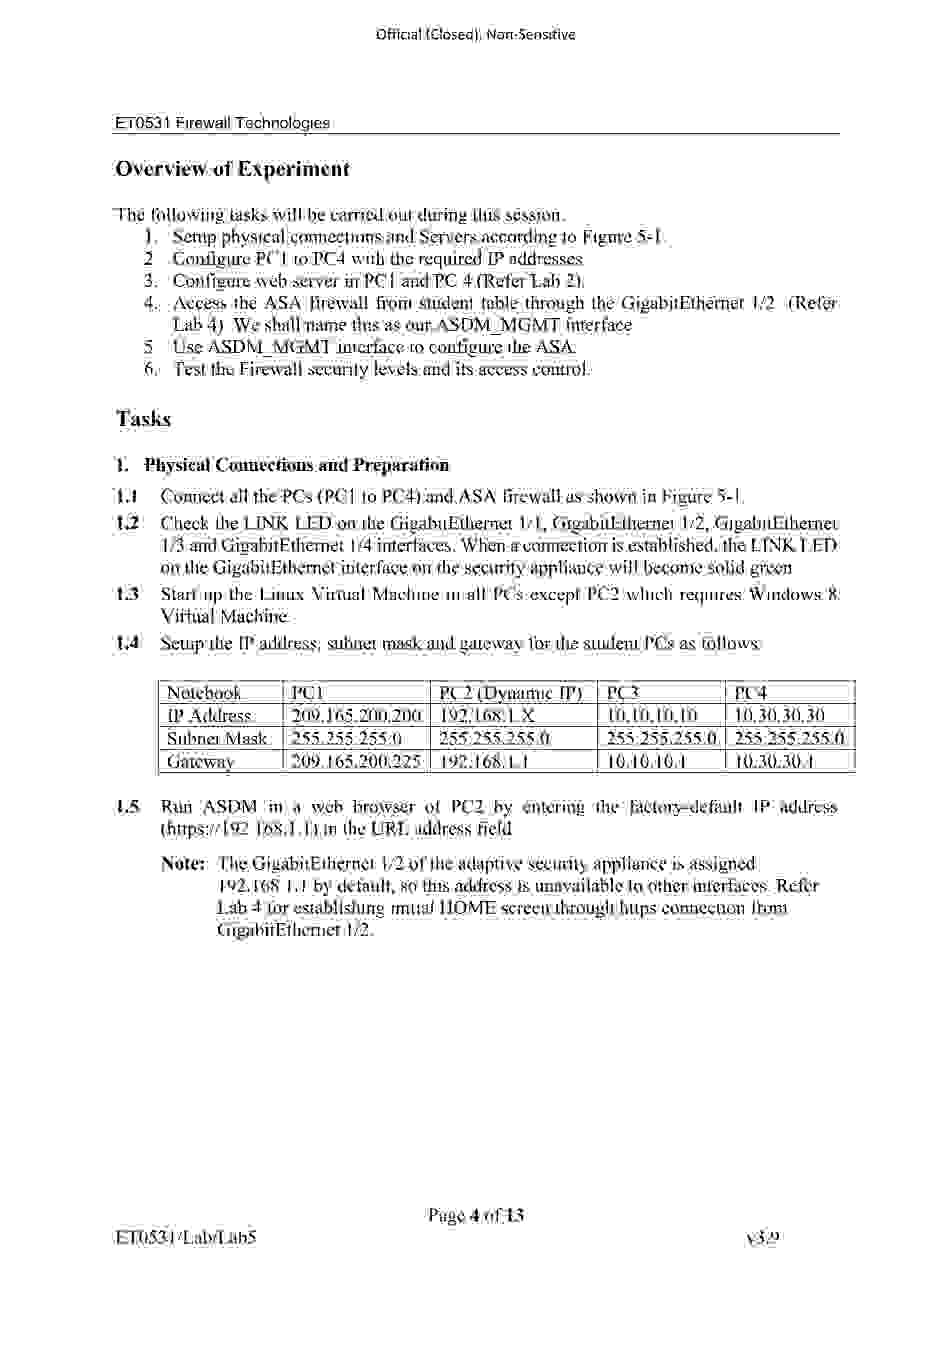 Official (Closed), Non-Sensitive
ET0531 Firewall Technologies
Overview of Experiment
The following tasks will be carried out during this session.
1. Setup physical connections and Servers according to Figure 5-1.
2. Configure PC1 to PC4 with the required IP addresses
3. Configure web server in PC1 and PC 4 (Refer Lab 2).
4. Access the ASA firewall from student table through the GigabitEthernet 1/2. (Refer
Lab 4). We shall name this as our ASDM_MGMT interface
5. Use ASDM_MGMT interface to configure the ASA.
6. Test the Firewall security levels and its access control.
Tasks
1. Physical Connections and Preparation
1.1 Connect all the PCs (PC1 to PC4) and ASA firewall as shown in Figure 5-1.
1.2 Check the LINK LED on the GigabitEthernet 1/1, GigabitEthernet 1/2, GigabitEthernet
1/3 and GigabitEthernet 1/4 interfaces. When a connection is established, the LINK LED
on the GigabitEthernet interface on the security appliance will become solid green.
1.3 Start up the Linux Virtual Machine in all PCs except PC2 which requires Windows 8
Virtual Machine.
1.4 Setup the IP address, subnet mask and gateway for the student PCs as follows:
Notebook PC1 PC2 (Dynamic IP) PC3 PC4
IP Address 209.165.200.200 192.168.1.X 10.10.10.10 10.30.30.30
Subnet Mask 255.255.255.0 255.255.255.0 255.255.255.0 255.255.255.0
Gateway 209.165.200.225 192.168.1.1 10.10.10.1 10.30.30.1
1.5 Run ASDM in a web browser of PC2 by entering the factory-default IP address
(https://192.168.1.1) in the URL address field.
Note: The GigabitEthernet 1/2 of the adaptive security appliance is assigned
192.168.1.1 by default, so this address is unavailable to other interfaces. Refer
Lab 4 for establishing initial HOME screen through https connection from
GigabitEthernet 1/2.
Page 4 of 13
ET0531/Lab/Lab5 v3.9